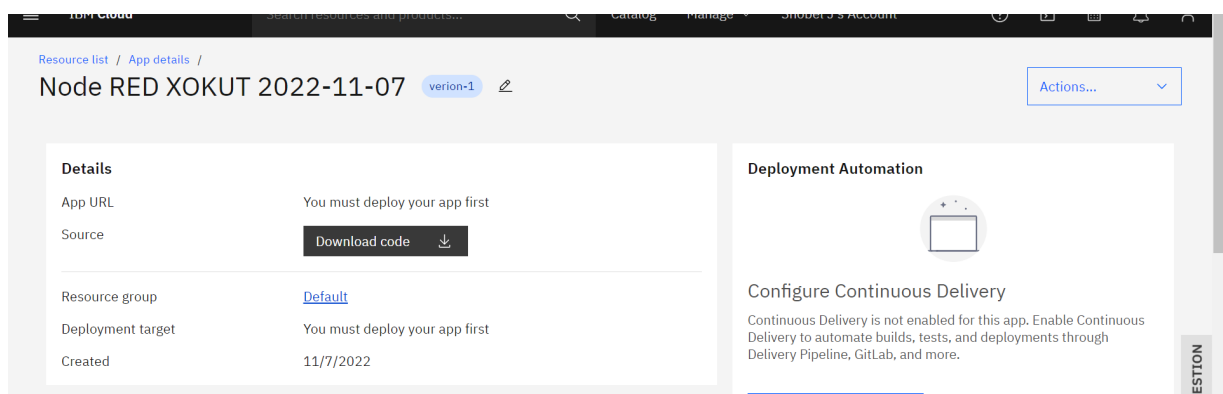 IBM Cloud Search resources and products... Catalog Manage Shobel J's Account
Resource list / App details /
Node RED XOKUT 2022-11-07 verion-1
Actions...
Details
App URL You must deploy your app first
Source Download code
Resource group Default
Deployment target You must deploy your app first
Created 11/7/2022
Deployment Automation
Configure Continuous Delivery
Continuous Delivery is not enabled for this app. Enable Continuous
Delivery to automate builds, tests, and deployments through
Delivery Pipeline, GitLab, and more.
ESTION